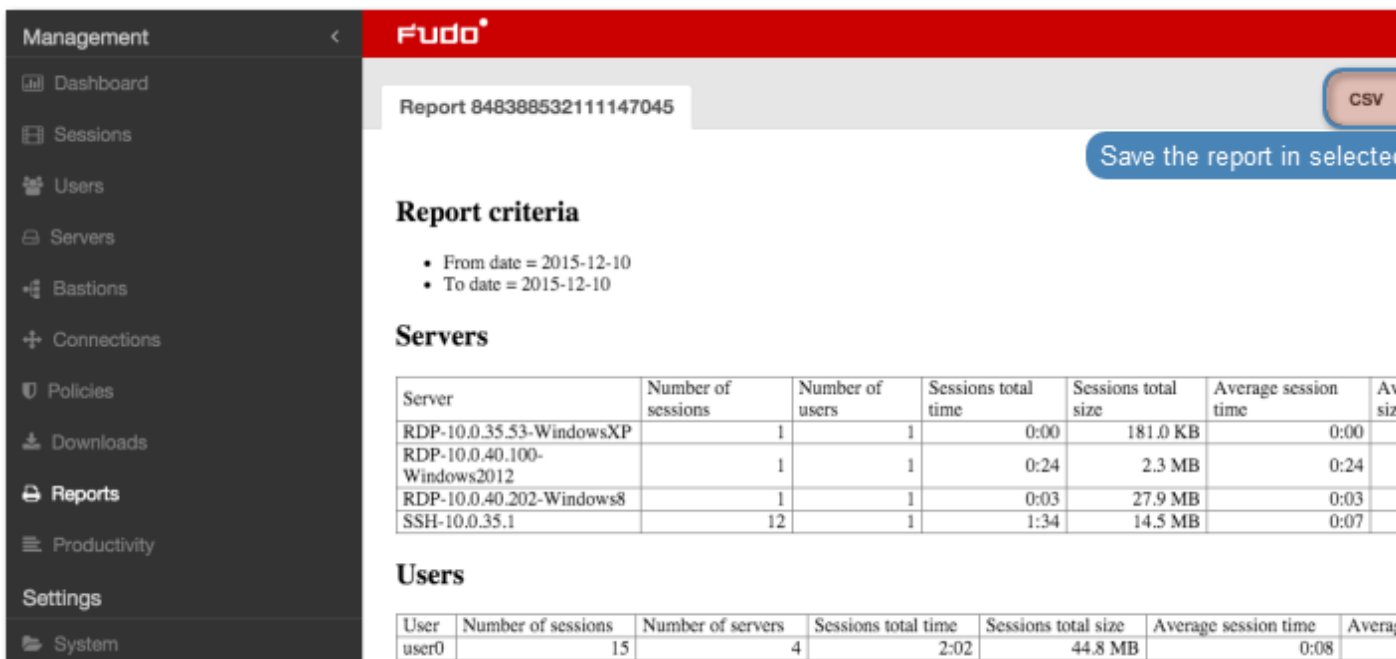 Management
Fudo
Dashboard
Report 848388532111147045
CSV
Sessions
Save the report in selected
Users
Report criteria
Servers
• From date = 2015-12-10
• To date = 2015-12-10
Bastions
Connections
Servers
Policies
Server Number of sessions Number of users Sessions total time Sessions total size Average session time
RDP-10.0.35.53-WindowsXP 1 1 0:00 181.0 KB 0:00
Downloads
RDP-10.0.40.100-Windows2012 1 1 0:24 2.3 MB 0:24
Reports
RDP-10.0.40.202-Windows8 1 1 0:03 27.9 MB 0:03
SSH-10.0.35.1 12 1 1:34 14.5 MB 0:07
Productivity
Users
Settings
User Number of sessions Number of servers Sessions total time Sessions total size Average session time
System
user0 15 4 2:02 44.8 MB 0:08